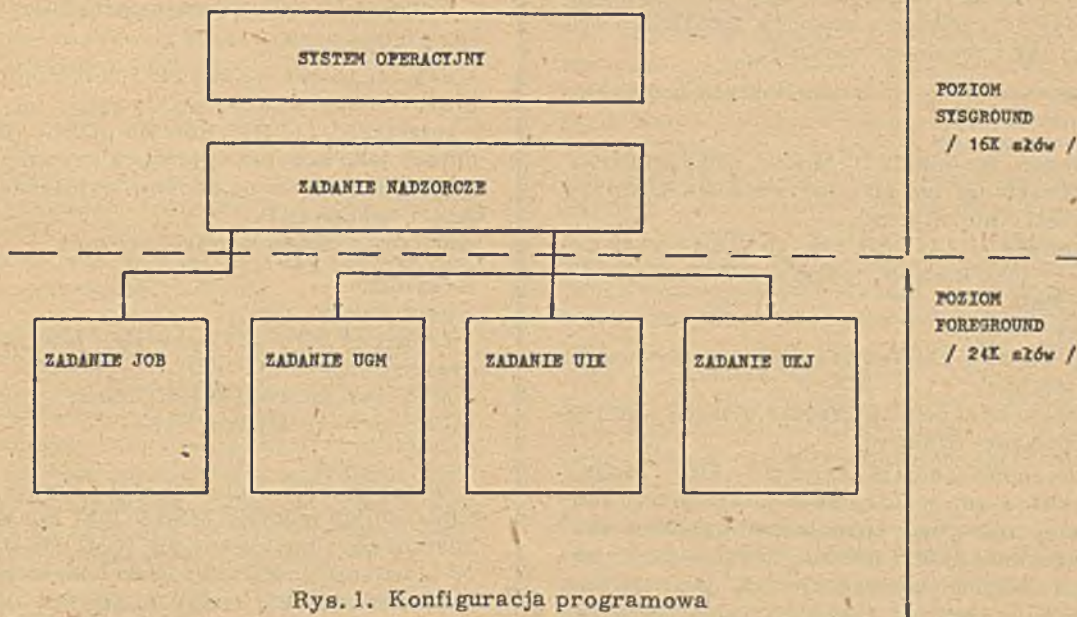 SYSTEM OPERACYJNY
POZIOM
SYSGROUND
/ 16K słów /
ZADANIE NADZORCZE
POZIOM
FOREGROUND
/ 24K słów /
ZADANIE JOB
ZADANIE UGM
ZADANIE UIK
ZADANIE UKJ
Rys. 1. Konfiguracja programowa